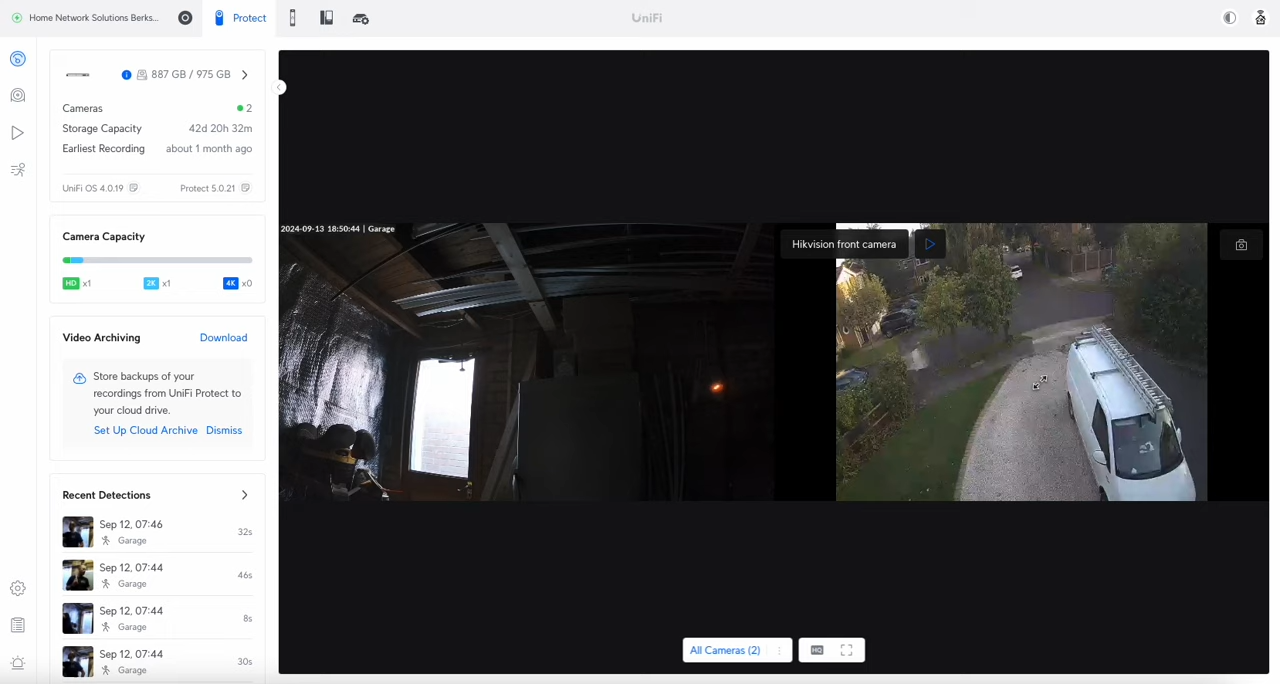 Home Network Solutions Berks...
Protect
UniFi
887 GB / 975 GB
Cameras
2
Storage Capacity
42d 20h 32m
Earliest Recording
about 1 month ago
UniFi OS 4.0.19
Protect 5.0.21
Camera Capacity
HD x1
2K x1
4K x0
Video Archiving
Download
Store backups of your
recordings from UniFi Protect to
your cloud drive.
Set Up Cloud Archive Dismiss
Recent Detections
Sep 12, 07:46
Garage
32s
Sep 12, 07:44
Garage
46s
Sep 12, 07:44
Garage
8s
Sep 12, 07:44
Garage
30s
2024-09-13 18:50:44 | Garage
Hikvision front camera
All Cameras (2)
HQ